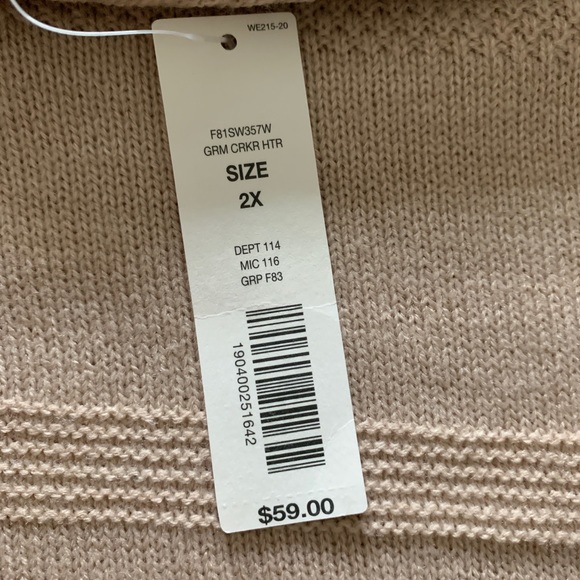 WE215-20
F81SW357W
GRM CRKR HTR
SIZE
2X
DEPT 114
MIC 116
GRP F83
190400251642
$59.00